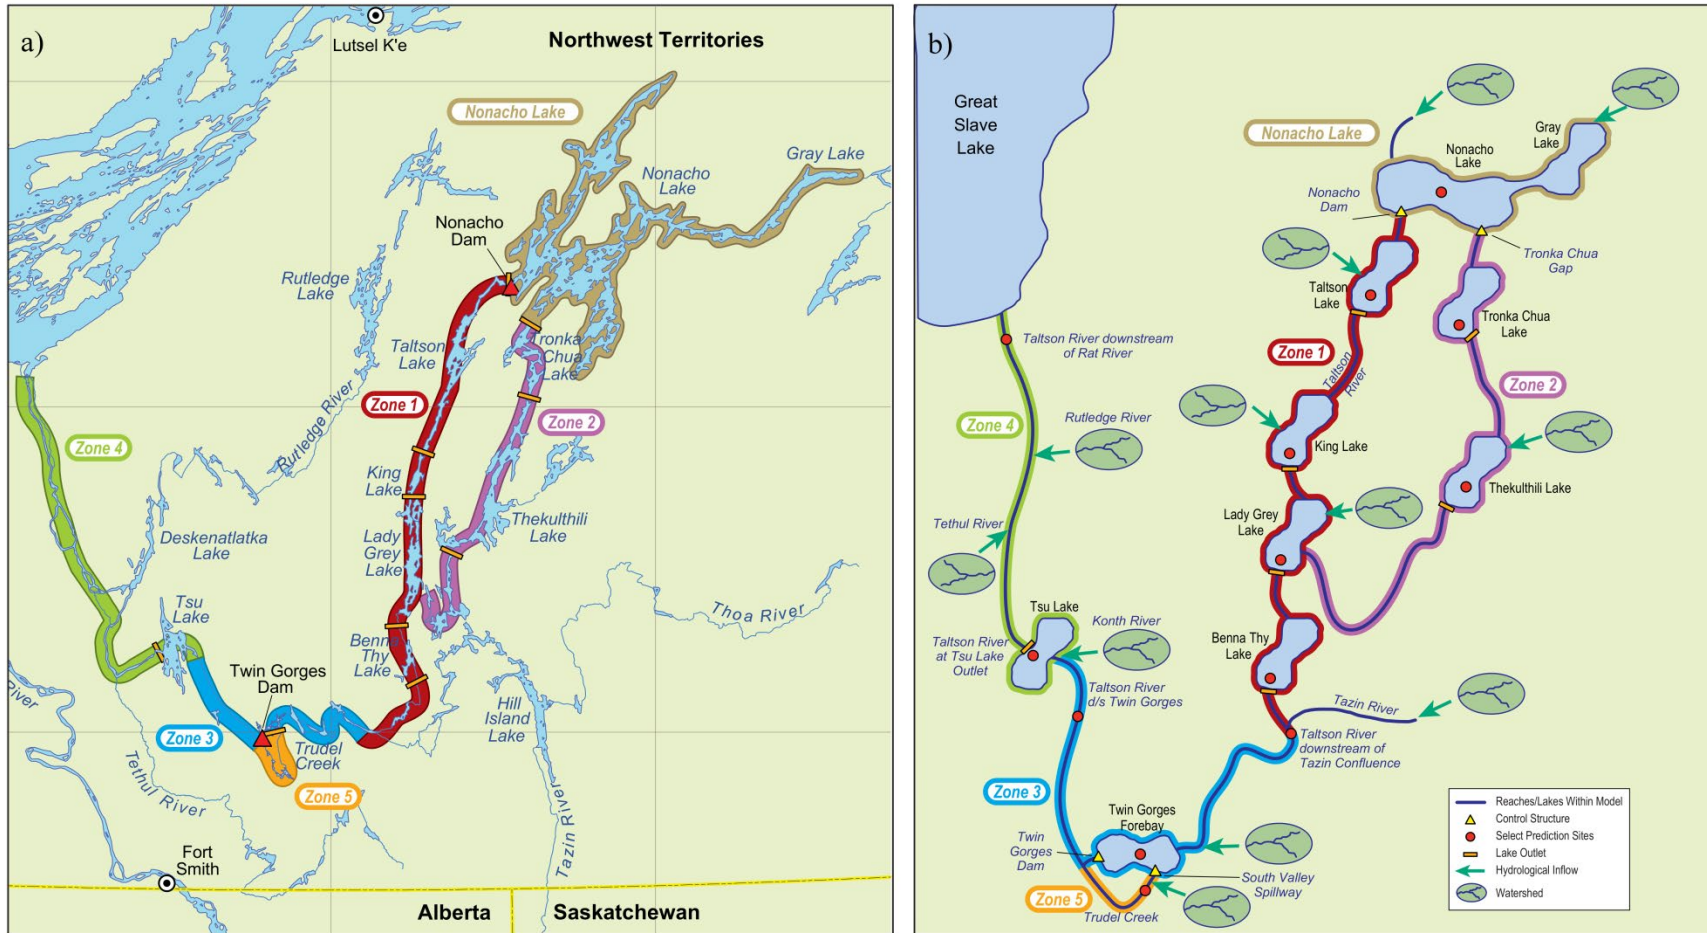 a)
Lutsel K'e
Northwest Territories
Nonacho Lake
Gray Lake
Nonacho
Lake
Nonacho
Dam
Rutledge
Lake
Taltson
Lake
Tronka
Chua
Lake
Zone 1
Zone 2
Zone 4
Rutledge River
King
Lake
Thekulthili
Lake
Lady
Grey
Lake
Deskenatlatka
Lake
Tsu
Lake
Thoa River
Benna
Thy
Lake
Twin Gorges
Dam
Hill
Island
Lake
River
Zone 3
Trudel
Creek
Zone 5
Tethul River
Tazin River
Fort
Smith
Alberta
Saskatchewan
b)
Great
Slave
Lake
Nonacho Lake
Gray
Lake
Nonacho
Lake
Nonacho
Dam
Tronka Chua
Gap
Taltson
Lake
Tronka Chua
Lake
Taltson River downstream
of Rat River
Zone 1
Taltson
River
Zone 2
Zone 4
Rutledge River
King Lake
Thekulthili Lake
Lady Grey
Lake
Tethul River
Tsu Lake
Konth River
Taltson River
at Tsu Lake
Outlet
Benna Thy
Lake
Taltson River
d/s Twin Gorges
Tazin River
Taltson River
downstream of
Tazin Confluence
Zone 3
Twin Gorges
Forebay
Twin
Gorges
Dam
South Valley
Spillway
Zone 5
Trudel Creek
Reaches/Lakes Within Model
Control Structure
Select Prediction Sites
Lake Outlet
Hydrological Inflow
Watershed